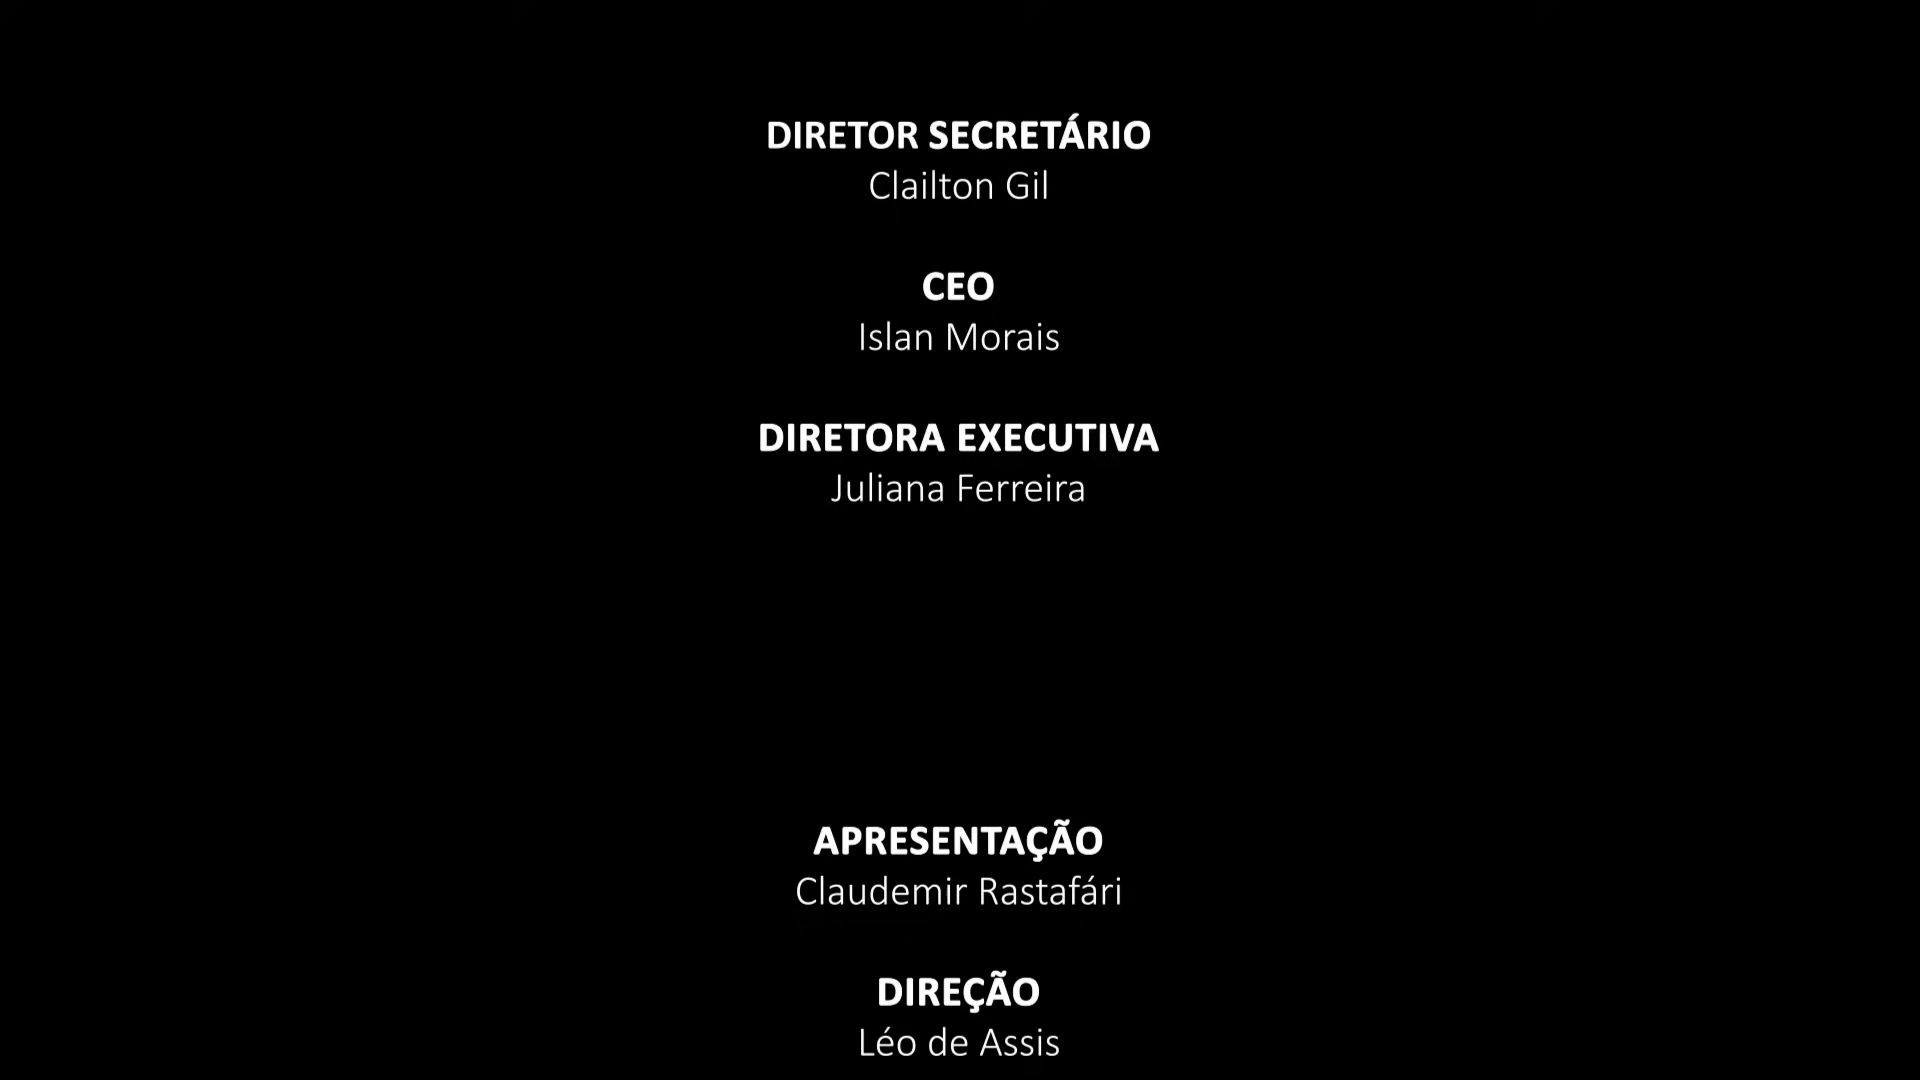 DIRETOR SECRETÁRIO
Clailton Gil
CEO
Islan Morais
DIRETORA EXECUTIVA
Juliana Ferreira
APRESENTAÇÃO
Claudemir Rastafári
DIREÇÃO
Léo de Assis